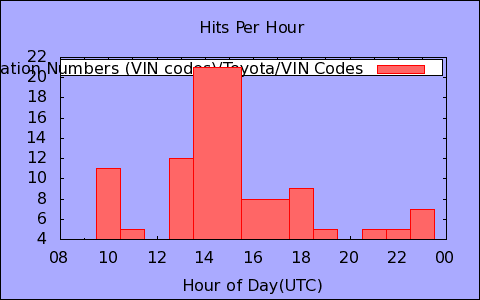 Hits Per Hour
22
ation Numbers (VIN codes)/Toyota/VIN Codes
20
18
16
14
12
10
8
6
4
08 10 12 14 16 18 20 22 00
Hour of Day(UTC)